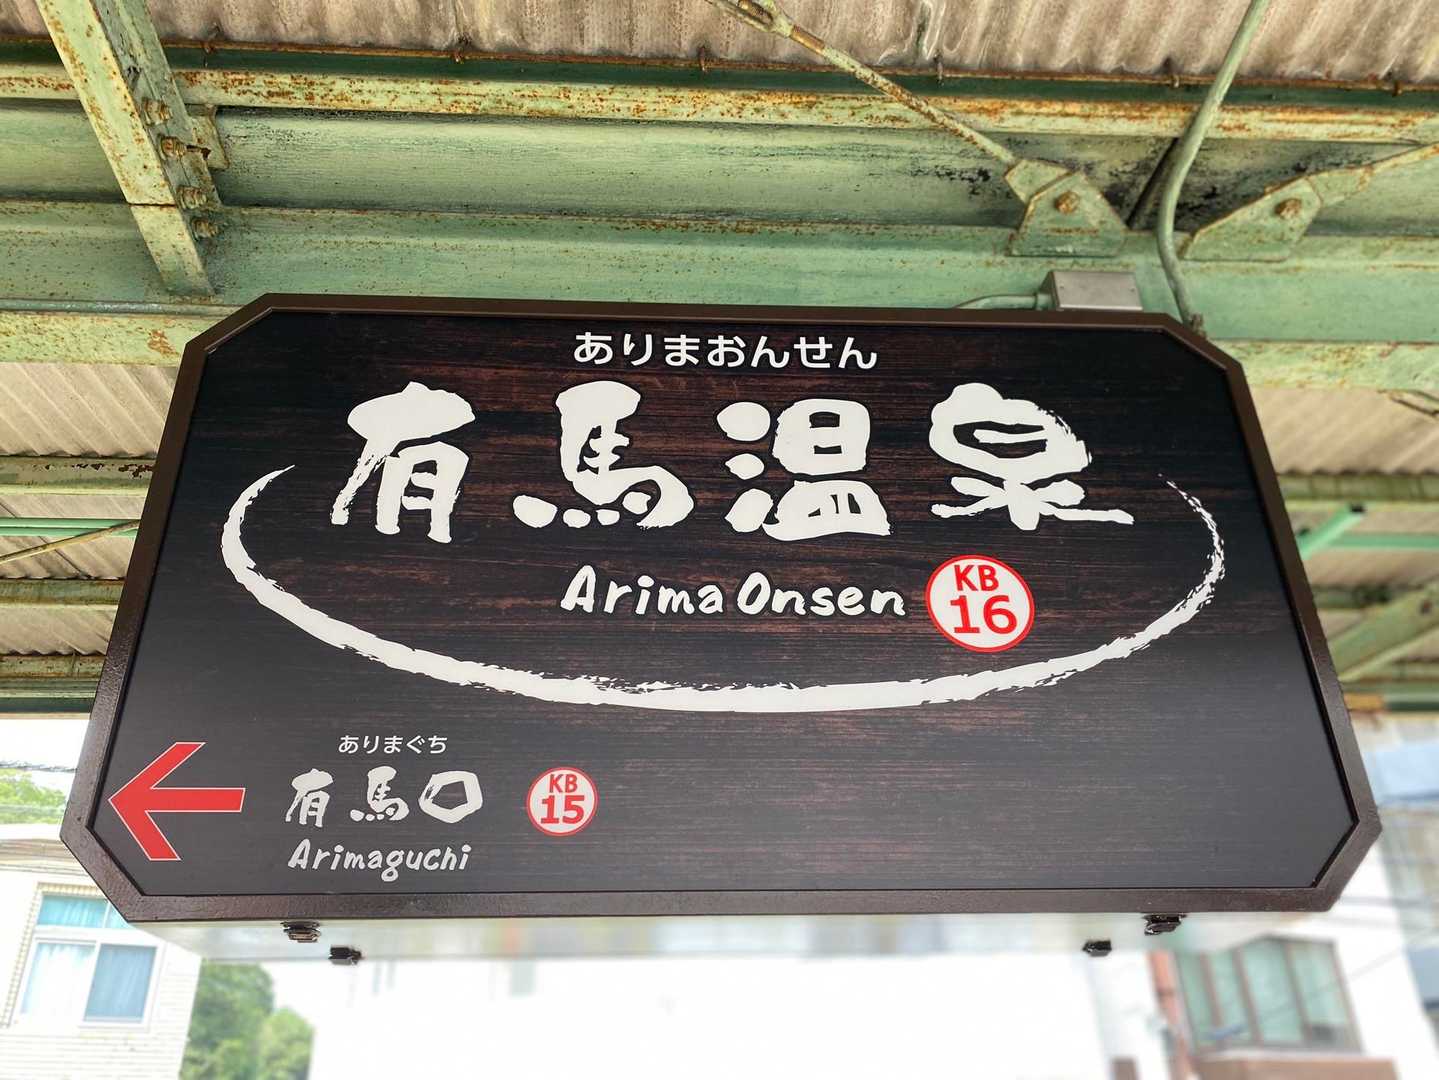 ありまおんせん
有馬温泉
Arima Onsen
KB
16
ありまぐち
有馬口
Arimaguchi
KB
15